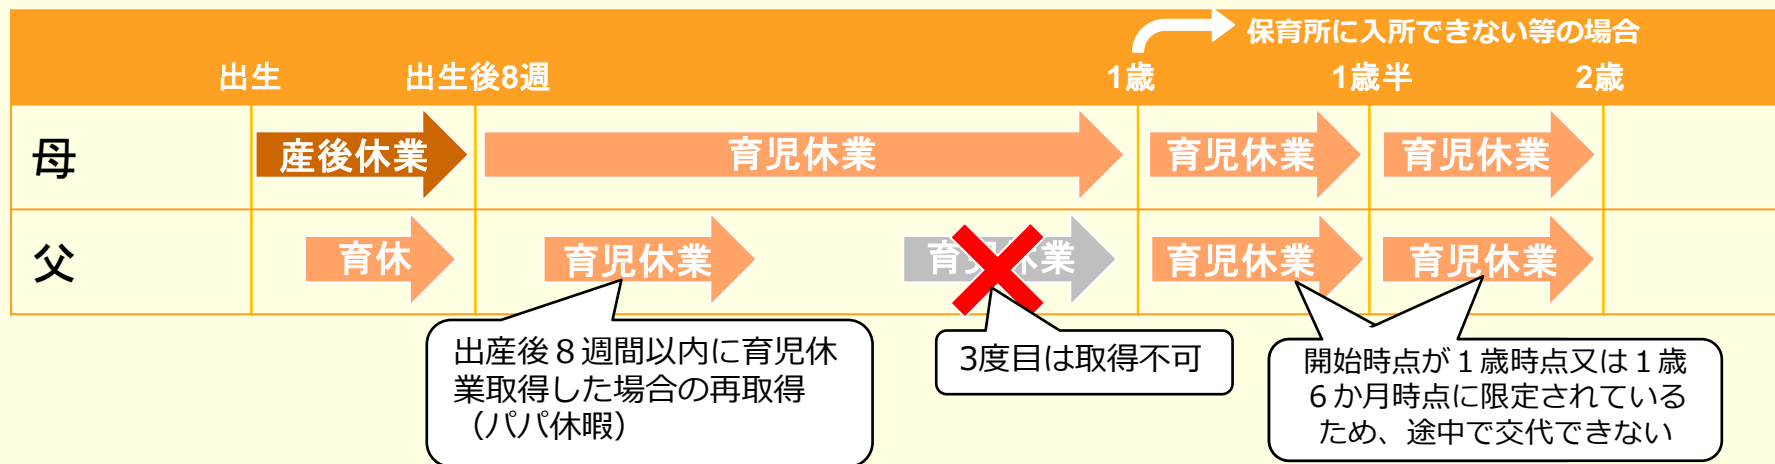 保育所に入所できない等の場合
出生
出生後8週
1歳
1歳半
2歳
母
産後休業
育児休業
育児休業
育児休業
父
育休
育児休業
育児休業
育児休業
育児休業
出産後８週間以内に育児休
業取得した場合の再取得
（パパ休暇）
3度目は取得不可
開始時点が１歳時点又は１歳
６か月時点に限定されている
ため、途中で交代できない